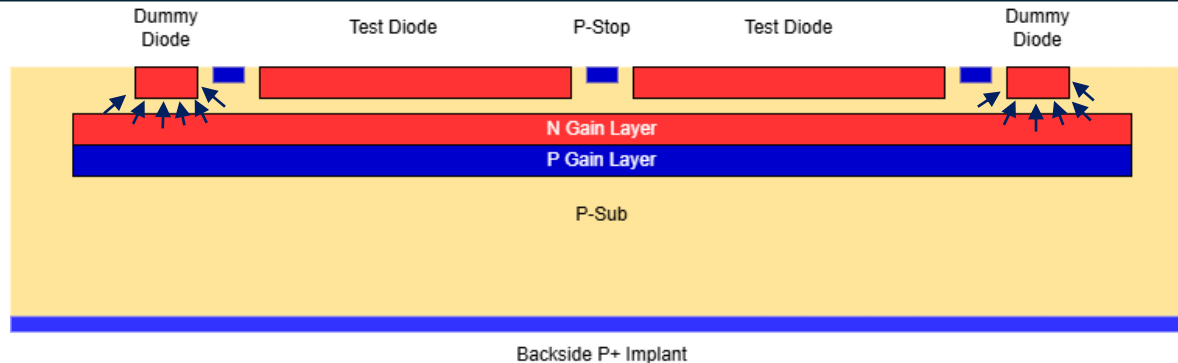 Dummy
Diode
Test Diode
P-Stop
Test Diode
Dummy
Diode
N Gain Layer
P Gain Layer
P-Sub
Backside P+ Implant